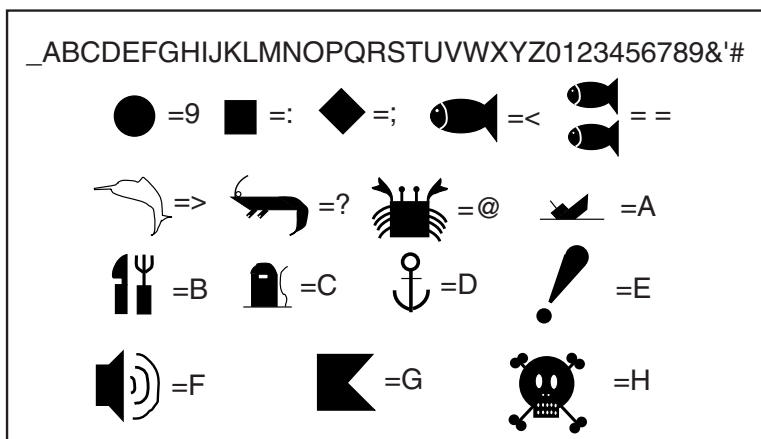 _ABCDEFGHIJKLMNOPQRSTUVWXYZ0123456789&'#
=9 =: =; =< = =
=> =? =@ =A
=B =C =D =E
=F =G =H